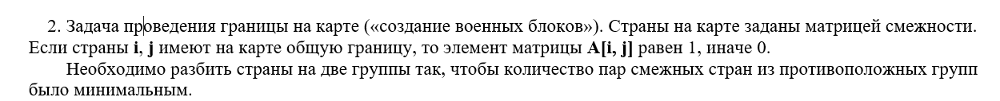 2. Задача проведения границы на карте («создание военных блоков»). Страны на карте заданы матрицей смежности.
Если страны i, j имеют на карте общую границу, то элемент матрицы A[i, j] равен 1, иначе 0.
Необходимо разбить страны на две группы так, чтобы количество пар смежных стран из противоположных групп
было минимальным.